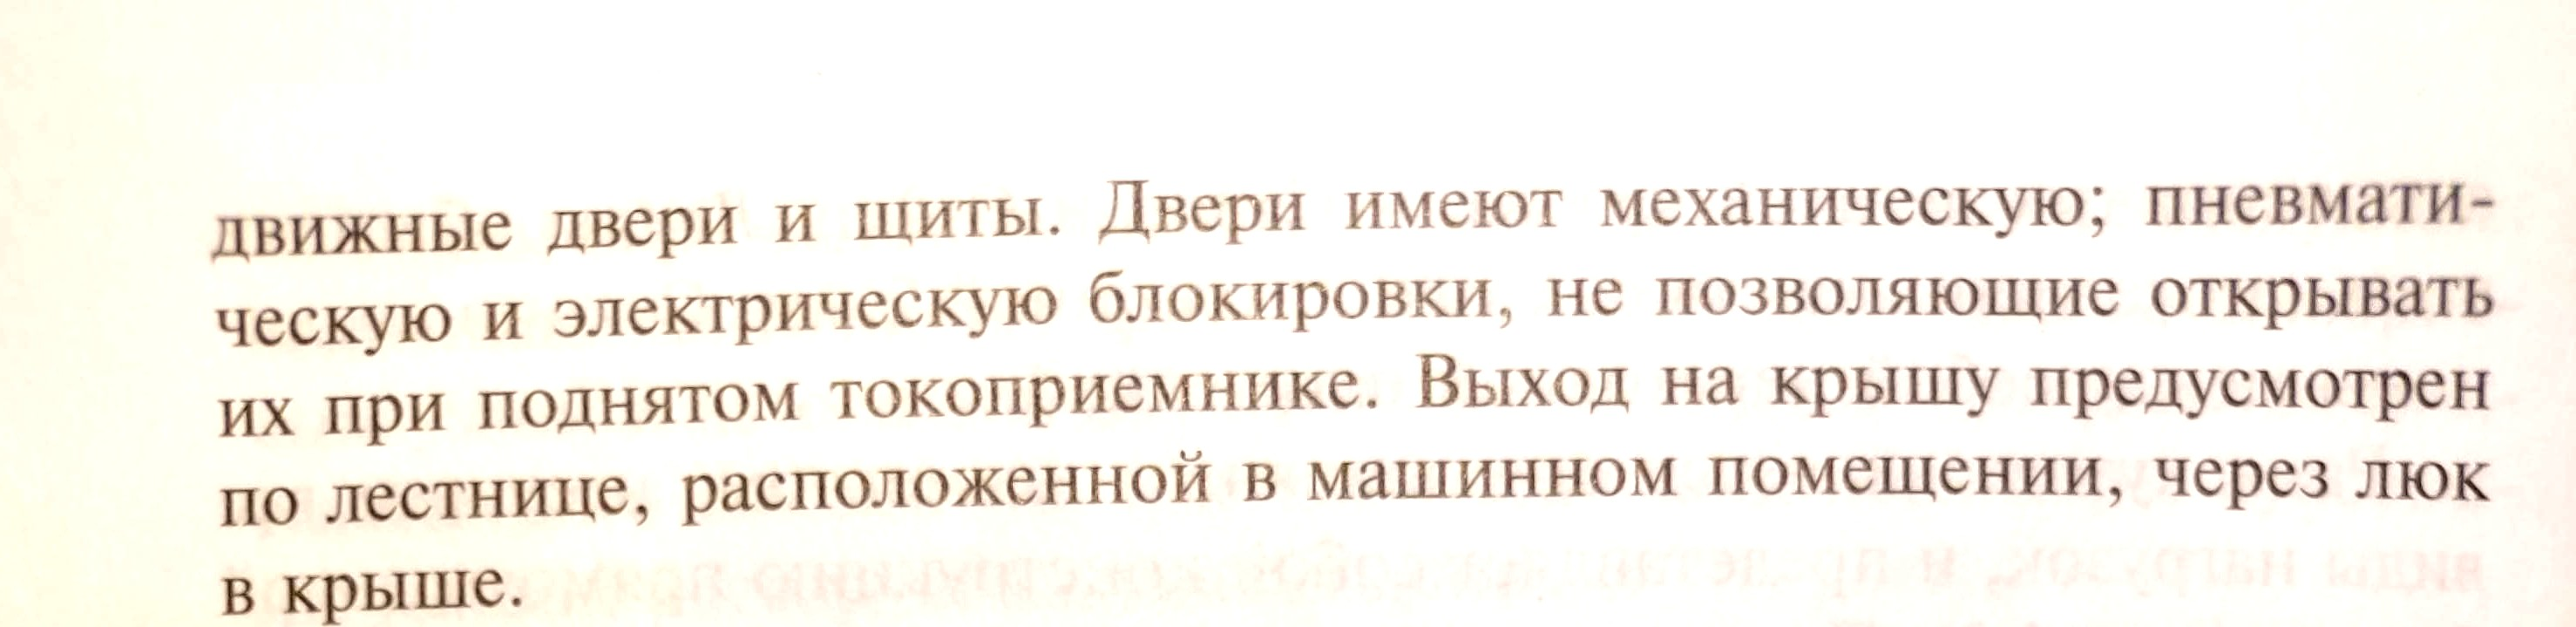 движные двери и щиты. Двери имеют механическую; пневмати-
ческую и электрическую блокировки, не позволяющие открывать
их при поднятом токоприемнике. Выход на крышу предусмотрен
по лестнице, расположенной в машинном помещении, через люк
в крыше.